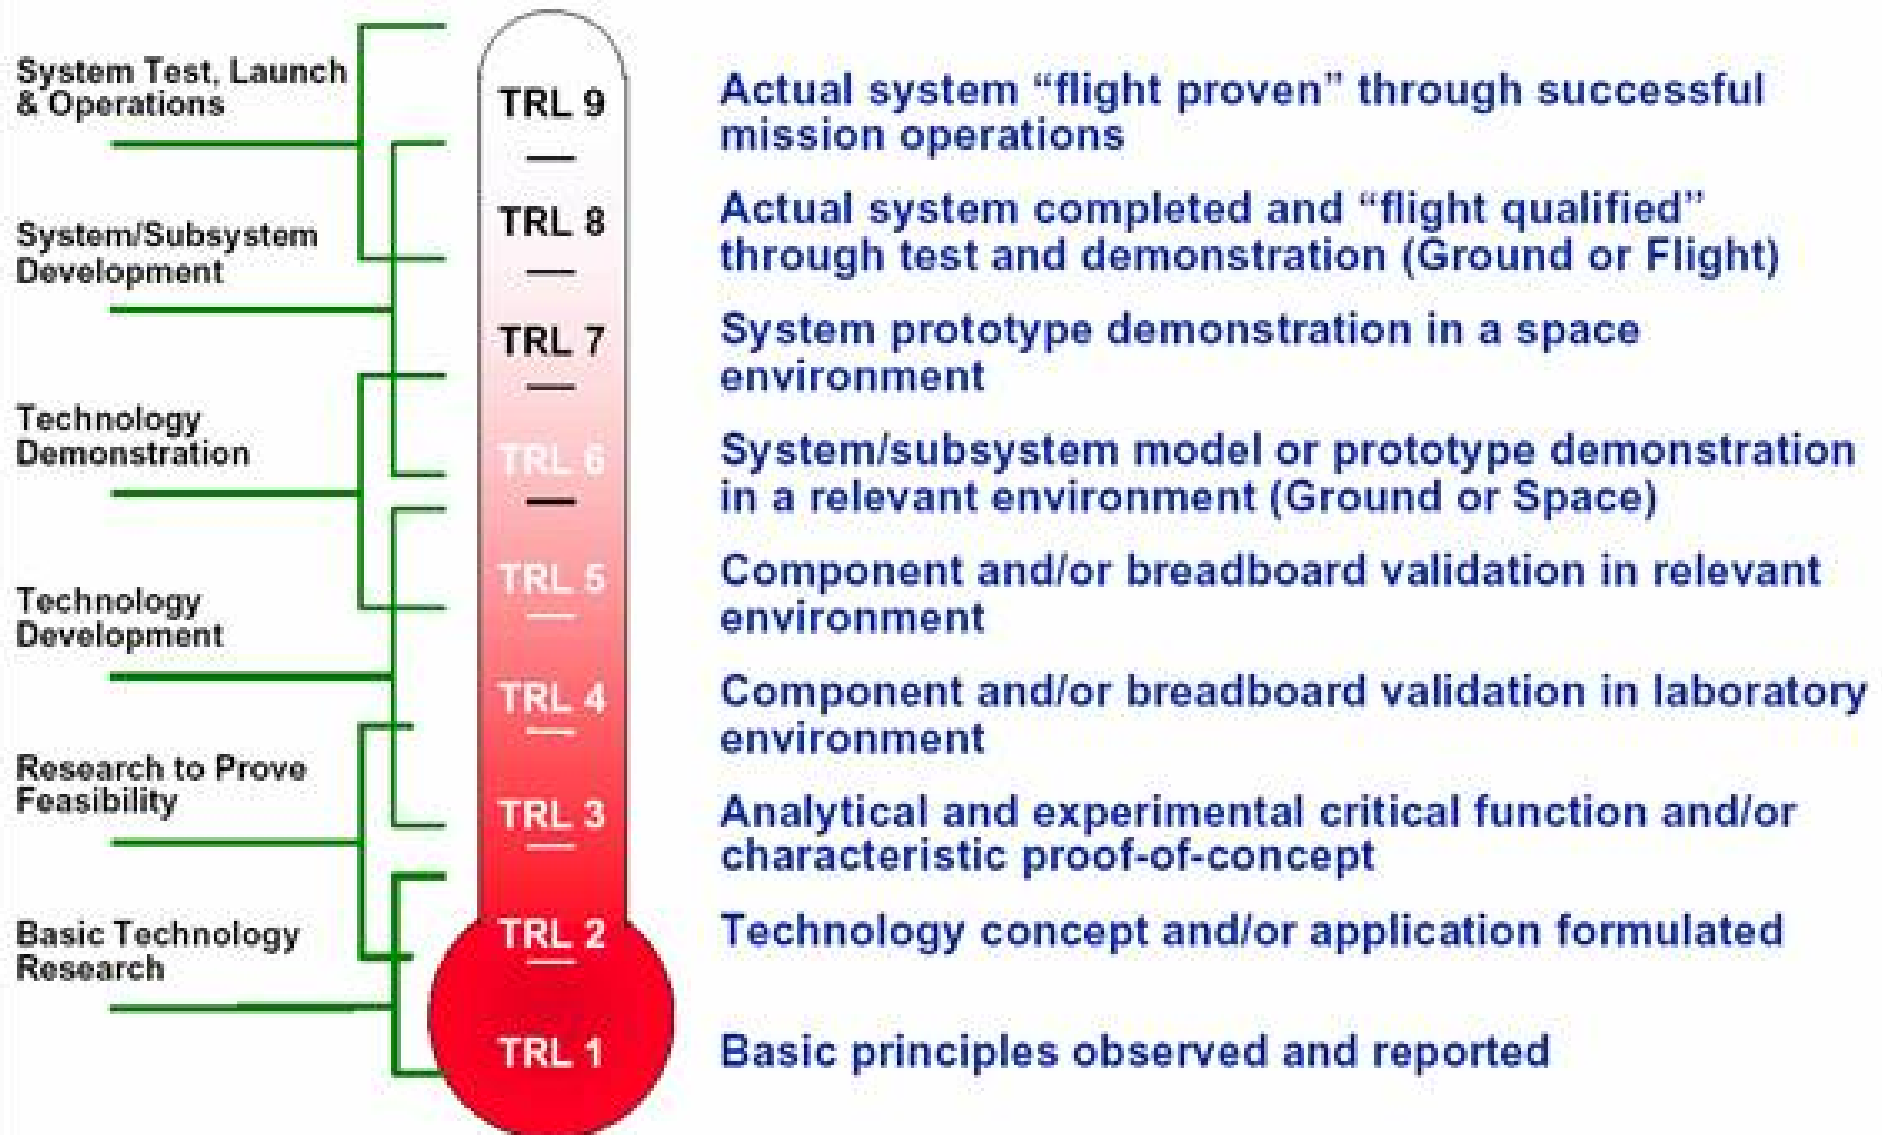 System Test, Launch
& Operations
System/Subsystem
Development
Technology
Demonstration
Technology
Development
Research to Prove
Feasibility
Basic Technology
Research
TRL 9
TRL 8
TRL 7
TRL 6
TRL 5
TRL 4
TRL 3
TRL 2
TRL 1
Actual system “flight proven” through successful
mission operations
Actual system completed and “flight qualified”
through test and demonstration (Ground or Flight)
System prototype demonstration in a space
environment
System/subsystem model or prototype demonstration
in a relevant environment (Ground or Space)
Component and/or breadboard validation in relevant
environment
Component and/or breadboard validation in laboratory
environment
Analytical and experimental critical function and/or
characteristic proof-of-concept
Technology concept and/or application formulated
Basic principles observed and reported